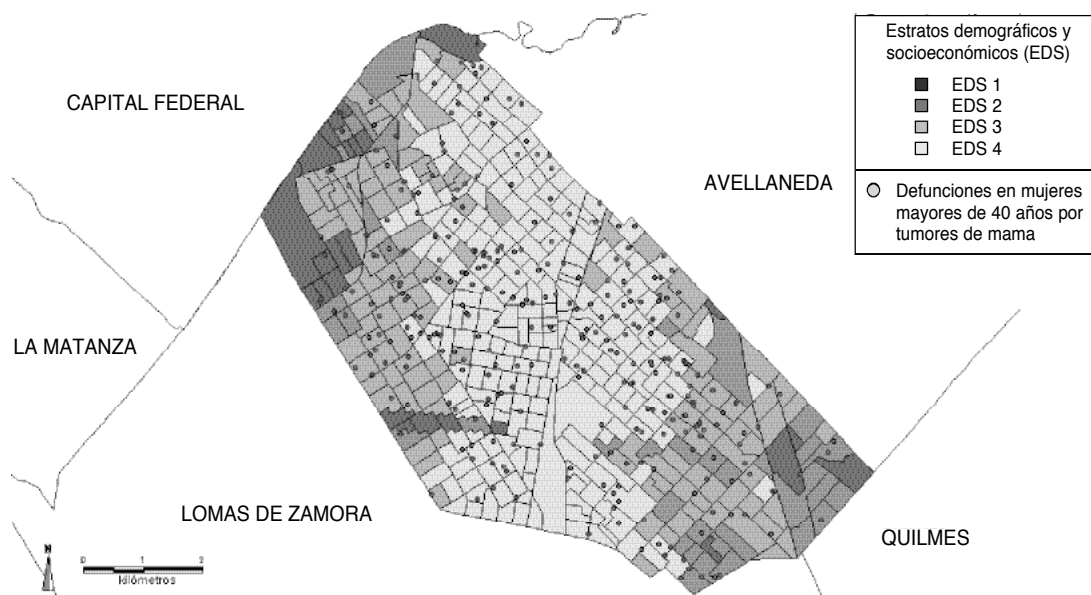 CAPITAL FEDERAL
AVELLANEDA
LA MATANZA
LOMAS DE ZAMORA
QUILMES
Estratos demográficos y
socioeconómicos (EDS)
EDS 1
EDS 2
EDS 3
EDS 4
Defunciones en mujeres
mayores de 40 años por
tumores de mama
N
0 1 2
kilómetros